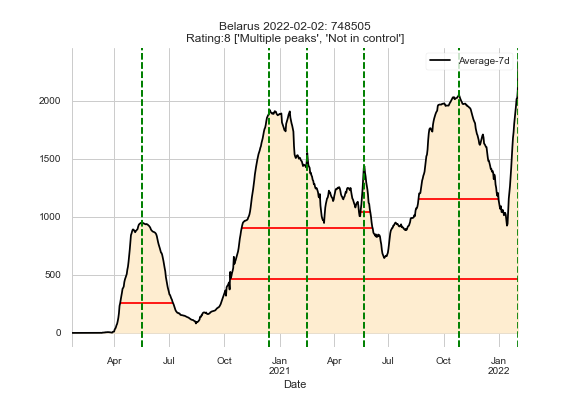 Belarus 2022-02-02: 748505
Rating:8 ['Multiple peaks', 'Not in control']
Average-7d
2000
1500
1000
500
0
Apr Jul Oct Jan Apr Jul Oct Jan
2021 2022
Date